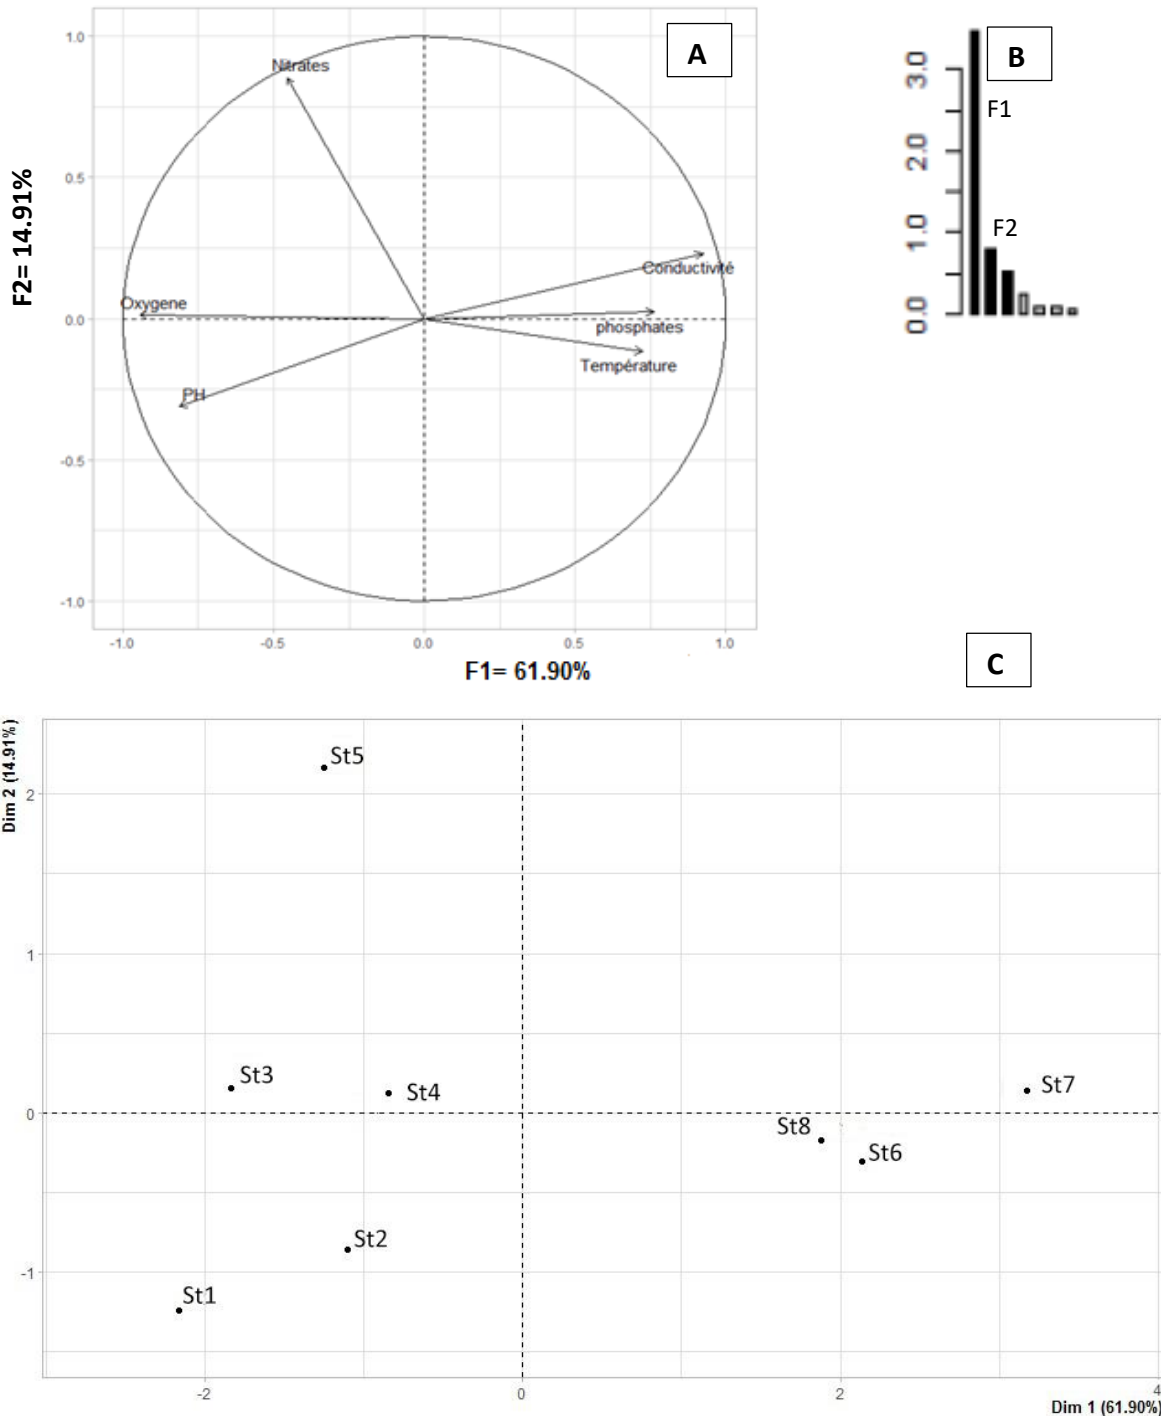 A
1.0
0.5
0.0
-0.5
-1.0
F2= 14.91%
Nitrates
Conductivité
Oxygene
phosphates
Température
PH
-1.0 -0.5 0.0 0.5 1.0
F1= 61.90%
B
3.0
2.0
1.0
0.0
F1
F2
C
Dim 2 (14.91%)
2
1
0
-1
St5
St3
St4
St7
St8
St6
St2
St1
-2 0 2 4
Dim 1 (61.90%)